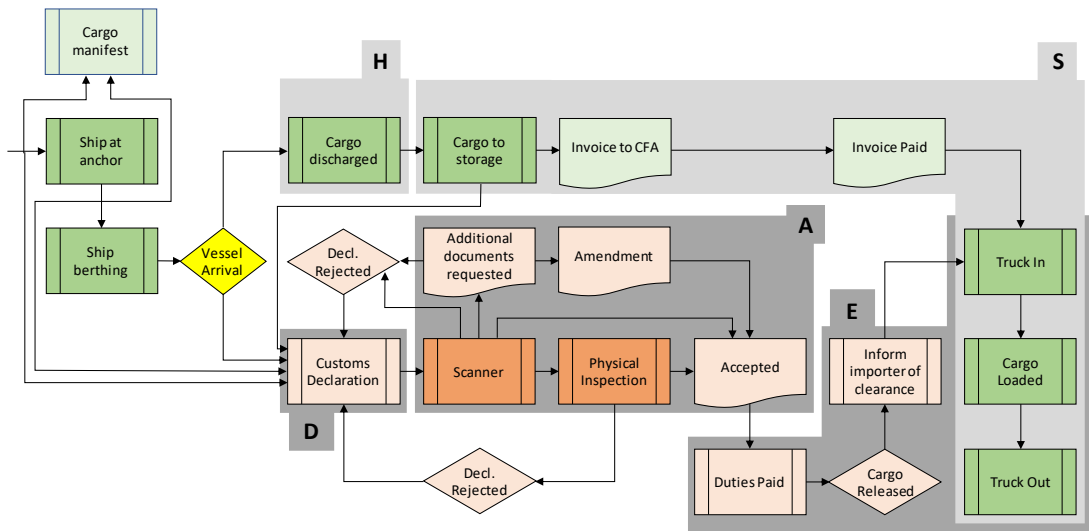 Cargo
manifest
H
S
Ship at
anchor
Cargo
discharged
Cargo to
storage
Invoice to CFA
Invoice Paid
Ship
berthing
Vessel
Arrival
Decl.
Rejected
Additional
documents
requested
Amendment
A
Truck In
E
Customs
Declaration
Scanner
Physical
Inspection
Accepted
Inform
importer of
clearance
Cargo
Loaded
D
Decl.
Rejected
Duties Paid
Cargo
Released
Truck Out